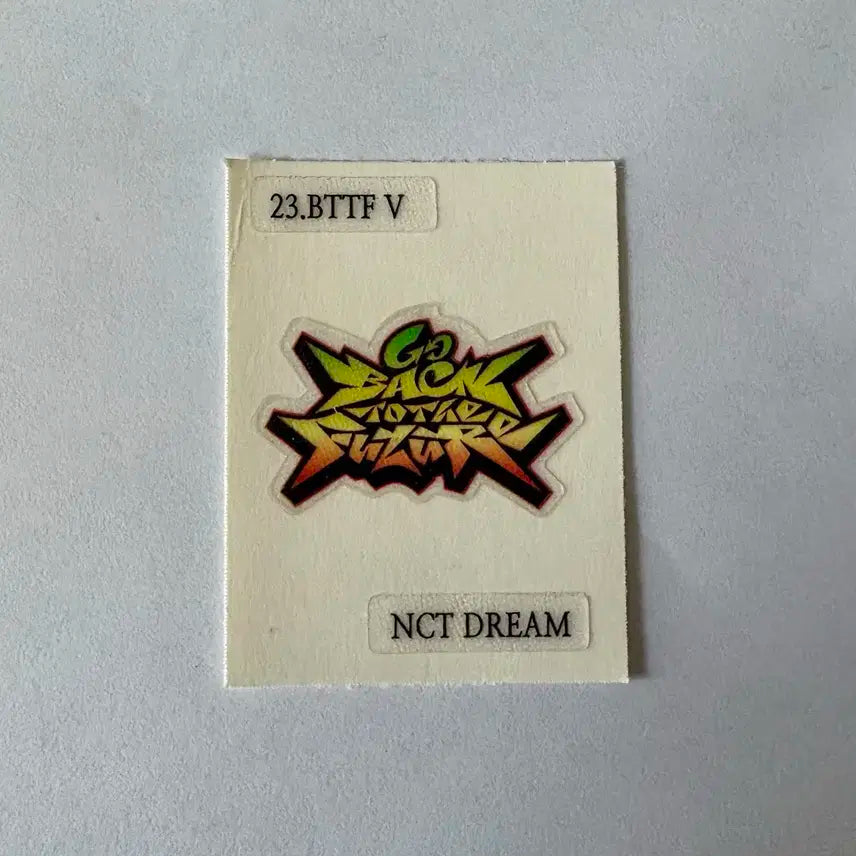 23.BTTF V
GO
BACK
TO THE
FUTURE
NCT DREAM